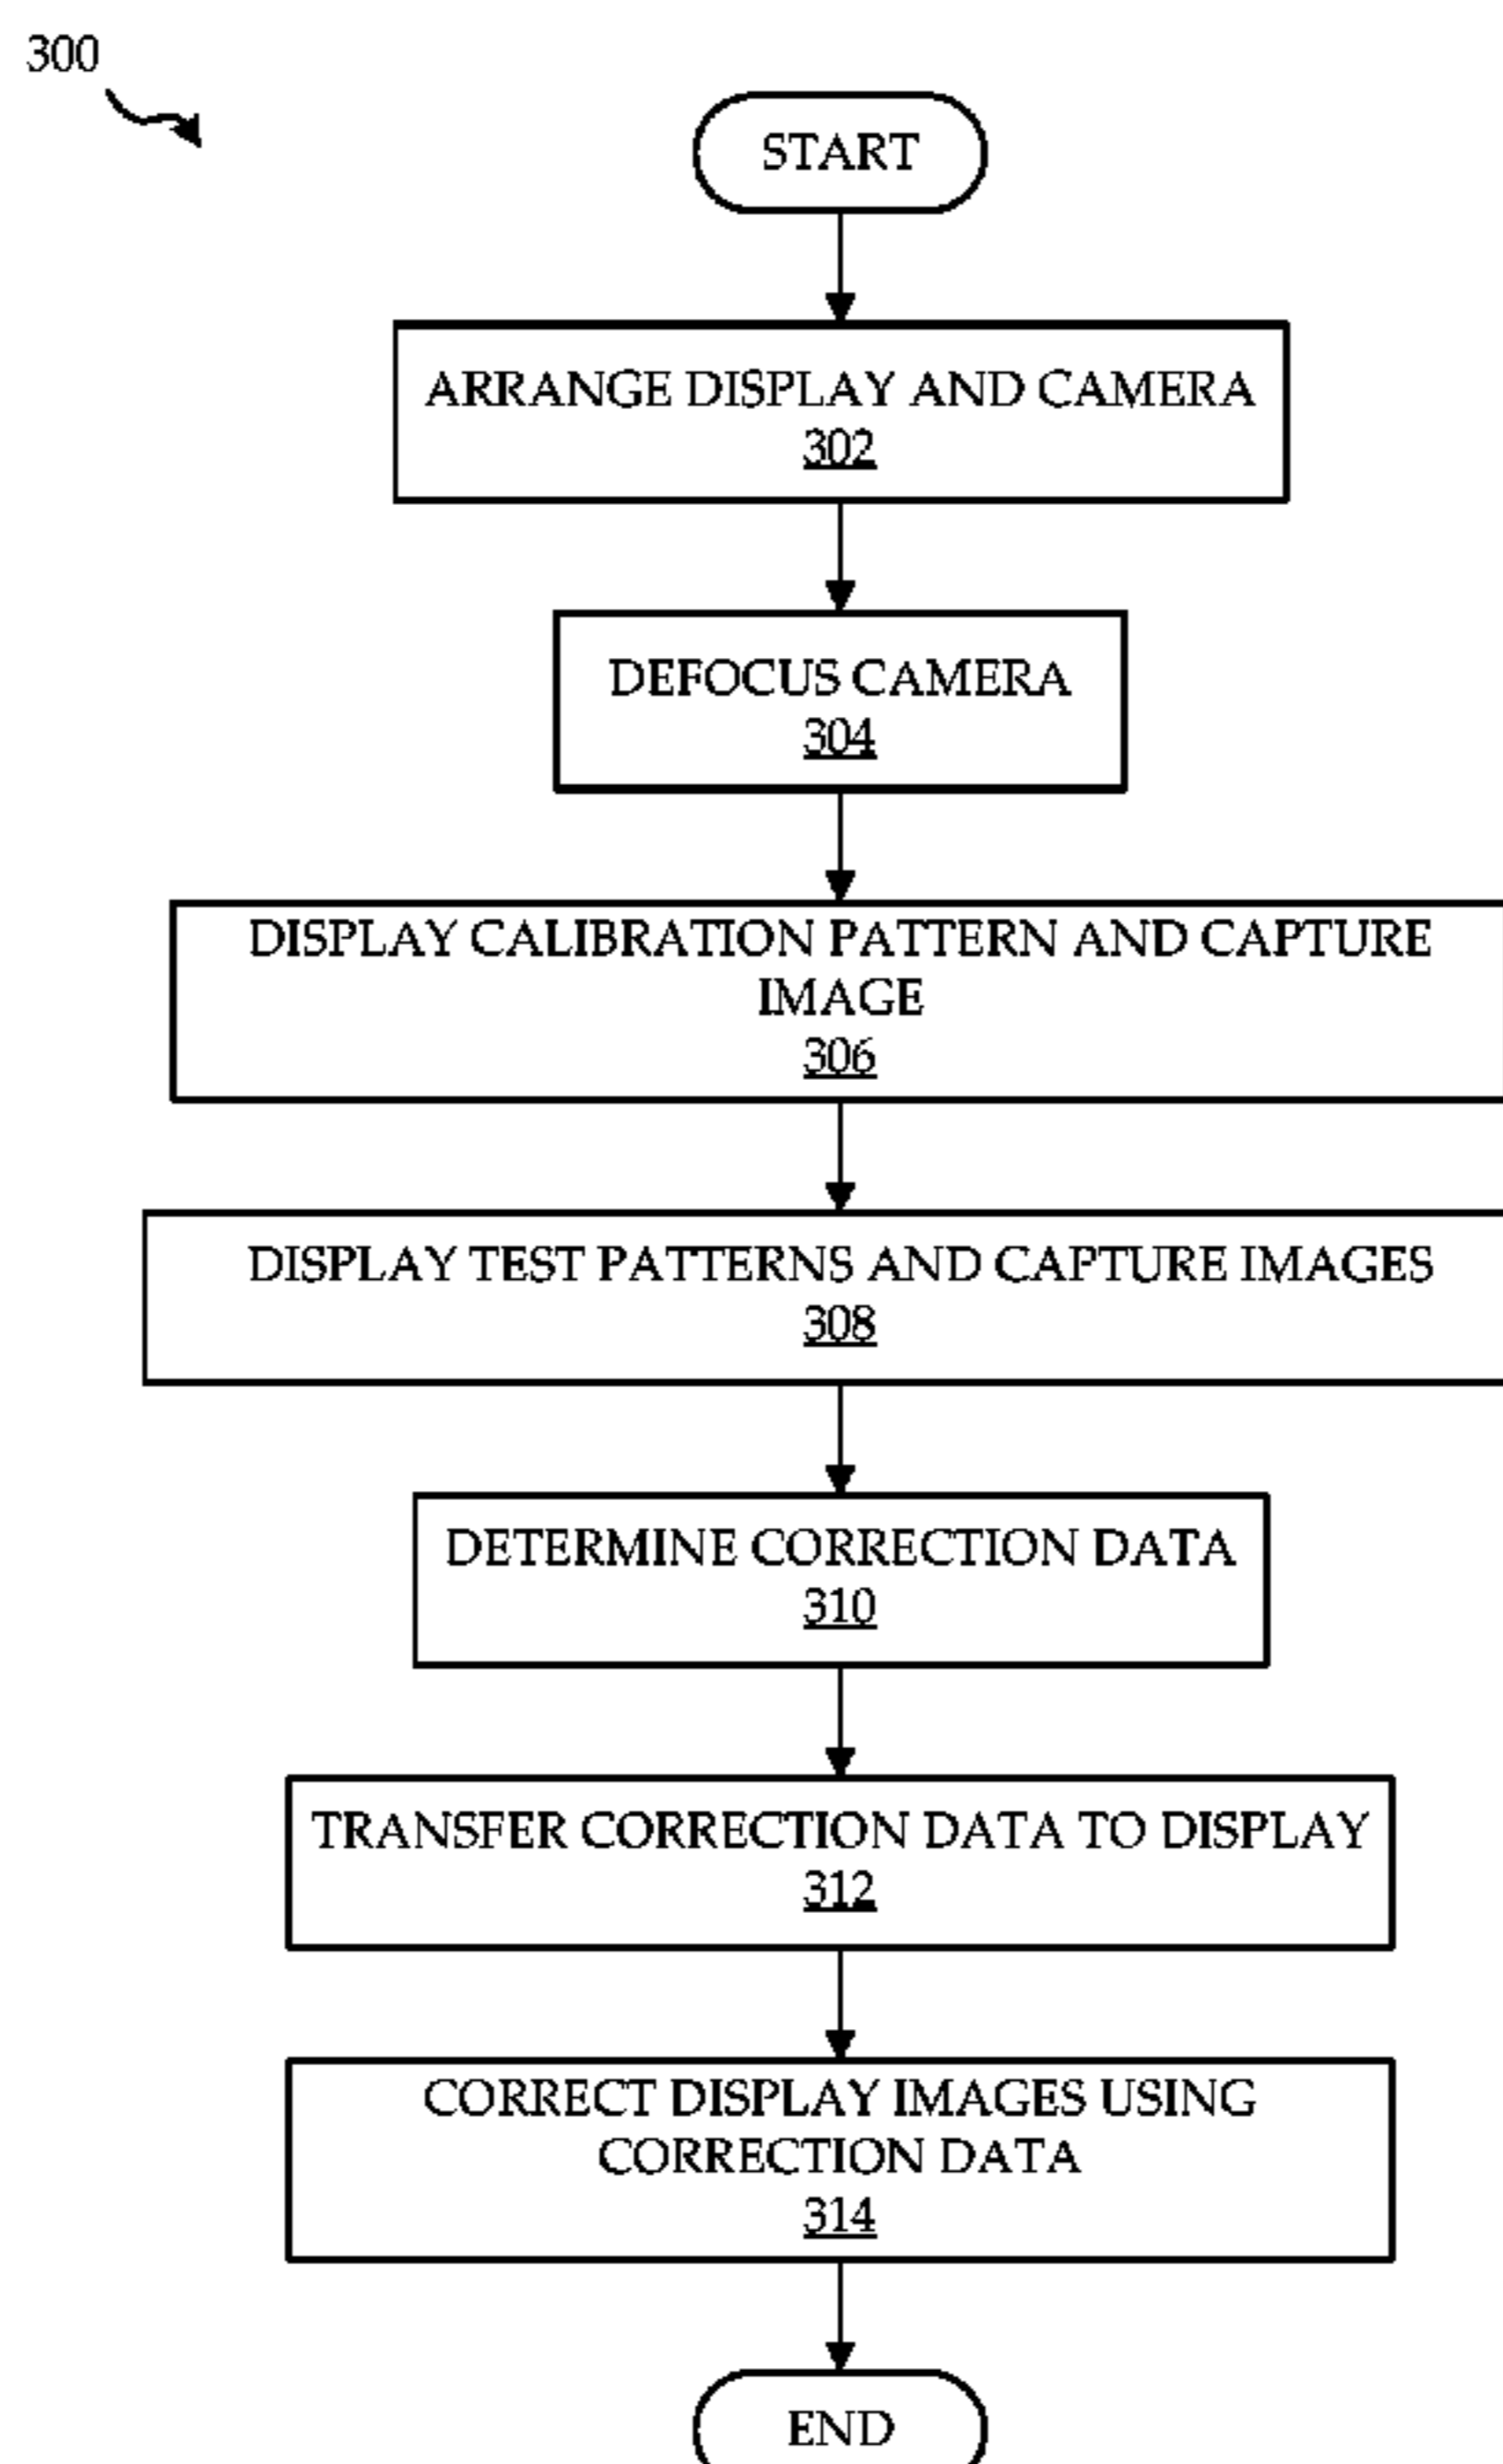 300
START
ARRANGE DISPLAY AND CAMERA
302
DEFOCUS CAMERA
304
DISPLAY CALIBRATION PATTERN AND CAPTURE
IMAGE
306
DISPLAY TEST PATTERNS AND CAPTURE IMAGES
308
DETERMINE CORRECTION DATA
310
TRANSFER CORRECTION DATA TO DISPLAY
312
CORRECT DISPLAY IMAGES USING
CORRECTION DATA
314
END